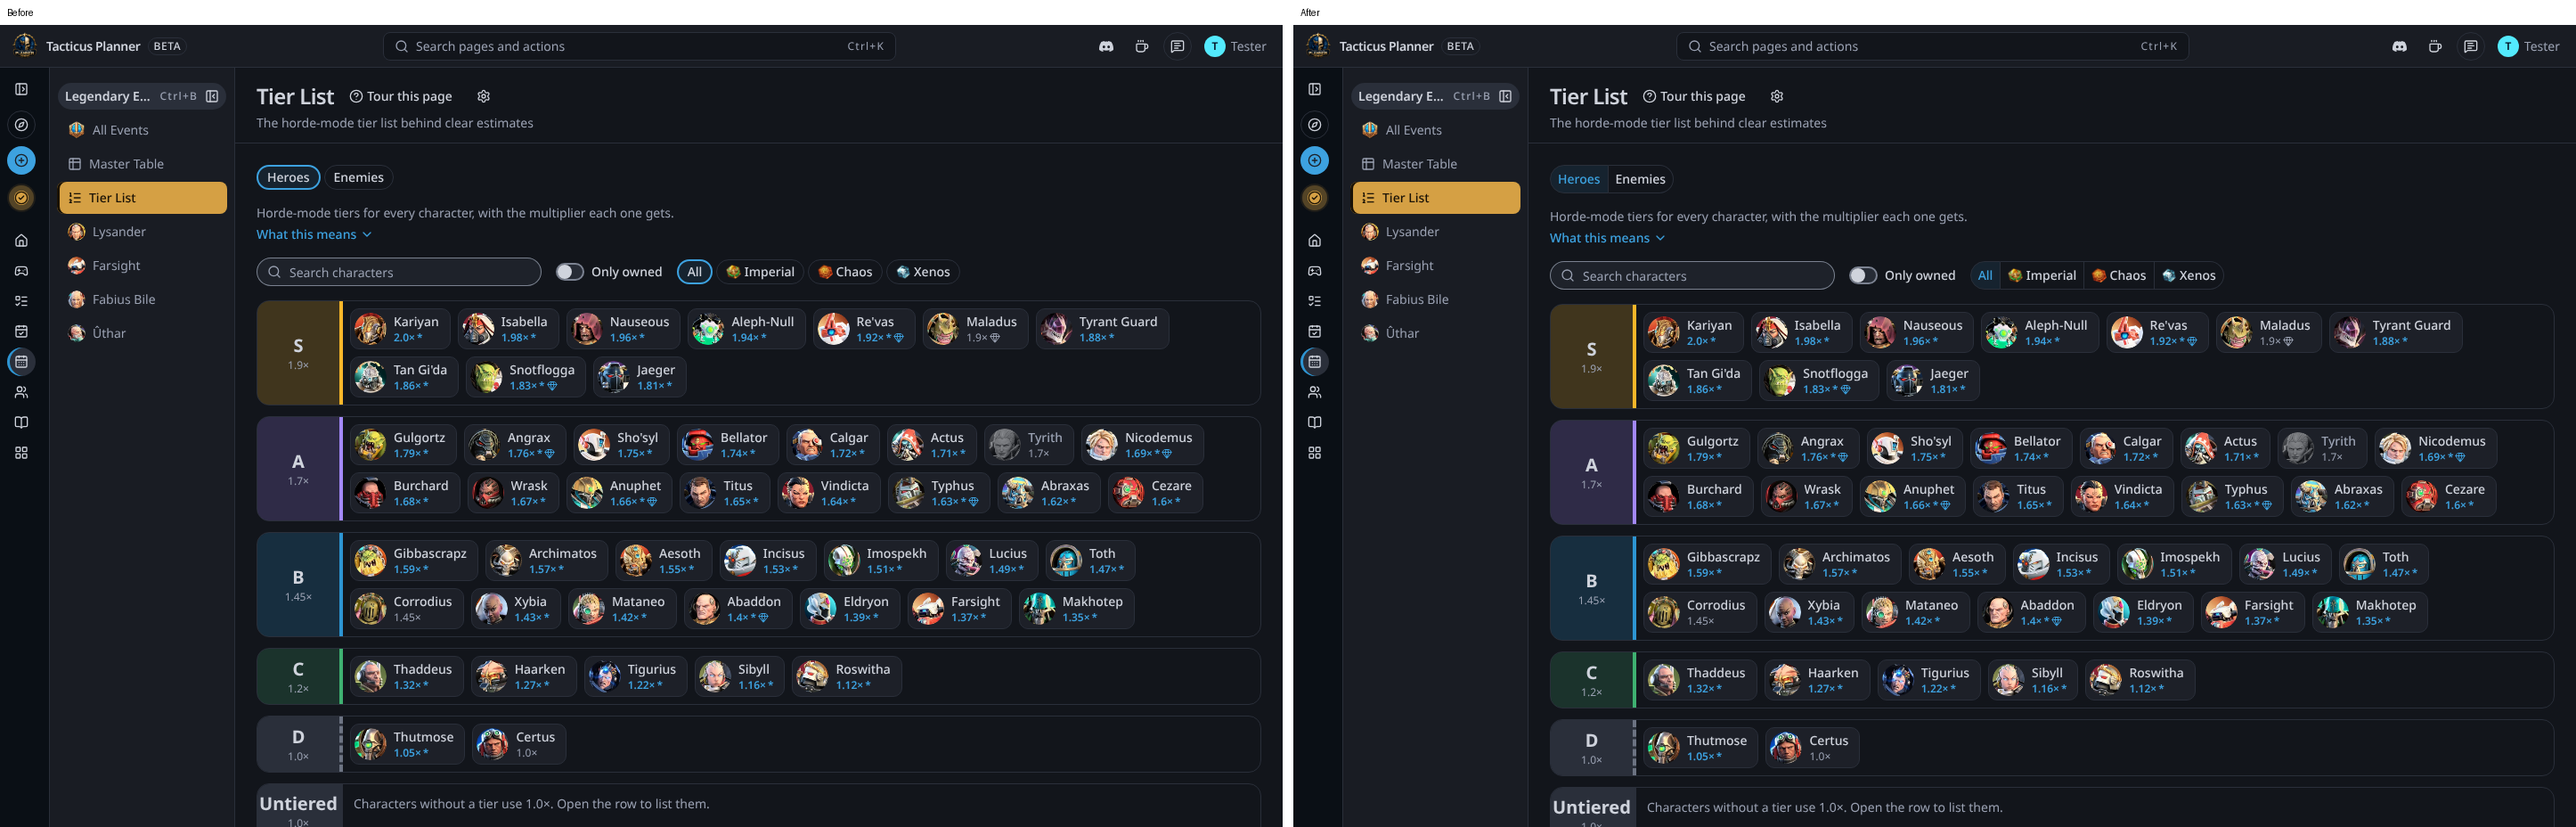 Before
Tacticus Planner BETA
Search pages and actions Ctrl+K
T Tester
Legendary E... Ctrl+B
All Events
Master Table
Tier List
Lysander
Farsight
Fabius Bile
Ûthar
Tier List Tour this page
The horde-mode tier list behind clear estimates
Heroes Enemies
Horde-mode tiers for every character, with the multiplier each one gets.
What this means
Search characters Only owned All Imperial Chaos Xenos
S
1.9×
Kariyan Isabella Nauseous Aleph-Null Re'vas Maladus Tyrant Guard
2.0× * 1.98× * 1.96× * 1.94× * 1.92× * 1.9× 1.88× *
Tan Gi'da Snotflogga Jaeger
1.86× * 1.83× * 1.81× *
A
1.7×
Gulgortz Angrax Sho'syl Bellator Calgar Actus Tyrith Nicodemus
1.79× * 1.76× * 1.75× * 1.74× * 1.72× * 1.71× * 1.7× 1.69× *
Burchard Wrask Anuphet Titus Vindicta Typhus Abraxas Cezare
1.68× * 1.67× * 1.66× * 1.65× * 1.64× * 1.63× * 1.62× * 1.6× *
B
1.45×
Gibbascrapz Archimatos Aesoth Incisus Imospekh Lucius Toth
1.59× * 1.57× * 1.55× * 1.53× * 1.51× * 1.49× * 1.47× *
Corrodius Xybia Mataneo Abaddon Eldryon Farsight Makhotep
1.45× 1.43× * 1.42× * 1.4× * 1.39× * 1.37× * 1.35× *
C
1.2×
Thaddeus Haarken Tigurius Sibyll Roswitha
1.32× * 1.27× * 1.22× * 1.16× * 1.12× *
D
1.0×
Thutmose Certus
1.05× * 1.0×
Untiered
1.0×
Characters without a tier use 1.0×. Open the row to list them.
After
Tacticus Planner BETA
Search pages and actions Ctrl+K
T Tester
Legendary E... Ctrl+B
All Events
Master Table
Tier List
Lysander
Farsight
Fabius Bile
Ûthar
Tier List Tour this page
The horde-mode tier list behind clear estimates
Heroes Enemies
Horde-mode tiers for every character, with the multiplier each one gets.
What this means
Search characters Only owned All Imperial Chaos Xenos
S
1.9×
Kariyan Isabella Nauseous Aleph-Null Re'vas Maladus Tyrant Guard
2.0× * 1.98× * 1.96× * 1.94× * 1.92× * 1.9× 1.88× *
Tan Gi'da Snotflogga Jaeger
1.86× * 1.83× * 1.81× *
A
1.7×
Gulgortz Angrax Sho'syl Bellator Calgar Actus Tyrith Nicodemus
1.79× * 1.76× * 1.75× * 1.74× * 1.72× * 1.71× * 1.7× 1.69× *
Burchard Wrask Anuphet Titus Vindicta Typhus Abraxas Cezare
1.68× * 1.67× * 1.66× * 1.65× * 1.64× * 1.63× * 1.62× * 1.6× *
B
1.45×
Gibbascrapz Archimatos Aesoth Incisus Imospekh Lucius Toth
1.59× * 1.57× * 1.55× * 1.53× * 1.51× * 1.49× * 1.47× *
Corrodius Xybia Mataneo Abaddon Eldryon Farsight Makhotep
1.45× 1.43× * 1.42× * 1.4× * 1.39× * 1.37× * 1.35× *
C
1.2×
Thaddeus Haarken Tigurius Sibyll Roswitha
1.32× * 1.27× * 1.22× * 1.16× * 1.12× *
D
1.0×
Thutmose Certus
1.05× * 1.0×
Untiered
1.0×
Characters without a tier use 1.0×. Open the row to list them.